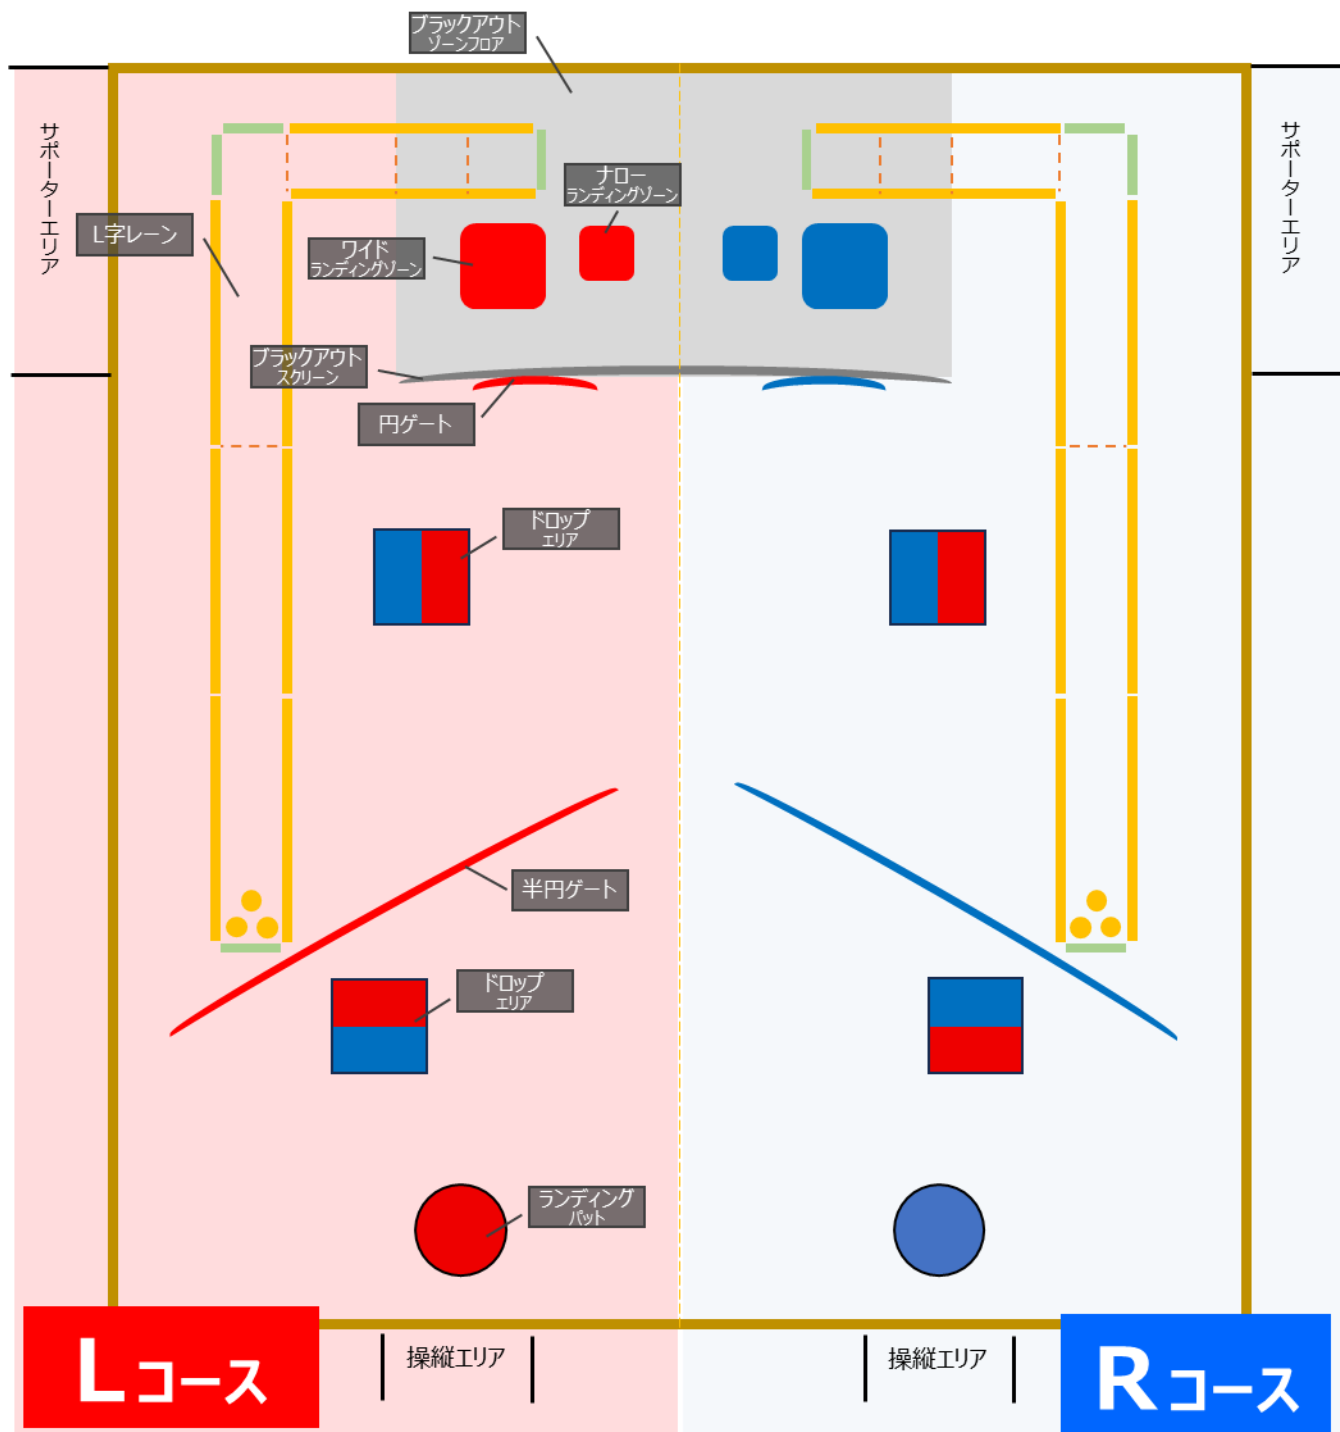 ブラックアウト
ゾーンフロア
サポーターエリア
サポーターエリア
ナロー
ランディングゾーン
L字レーン
ワイド
ランディングゾーン
ブラックアウト
スクリーン
円ゲート
ドロップ
エリア
半円ゲート
ドロップ
エリア
ランディング
パット
Lコース
操縦エリア
操縦エリア
Rコース